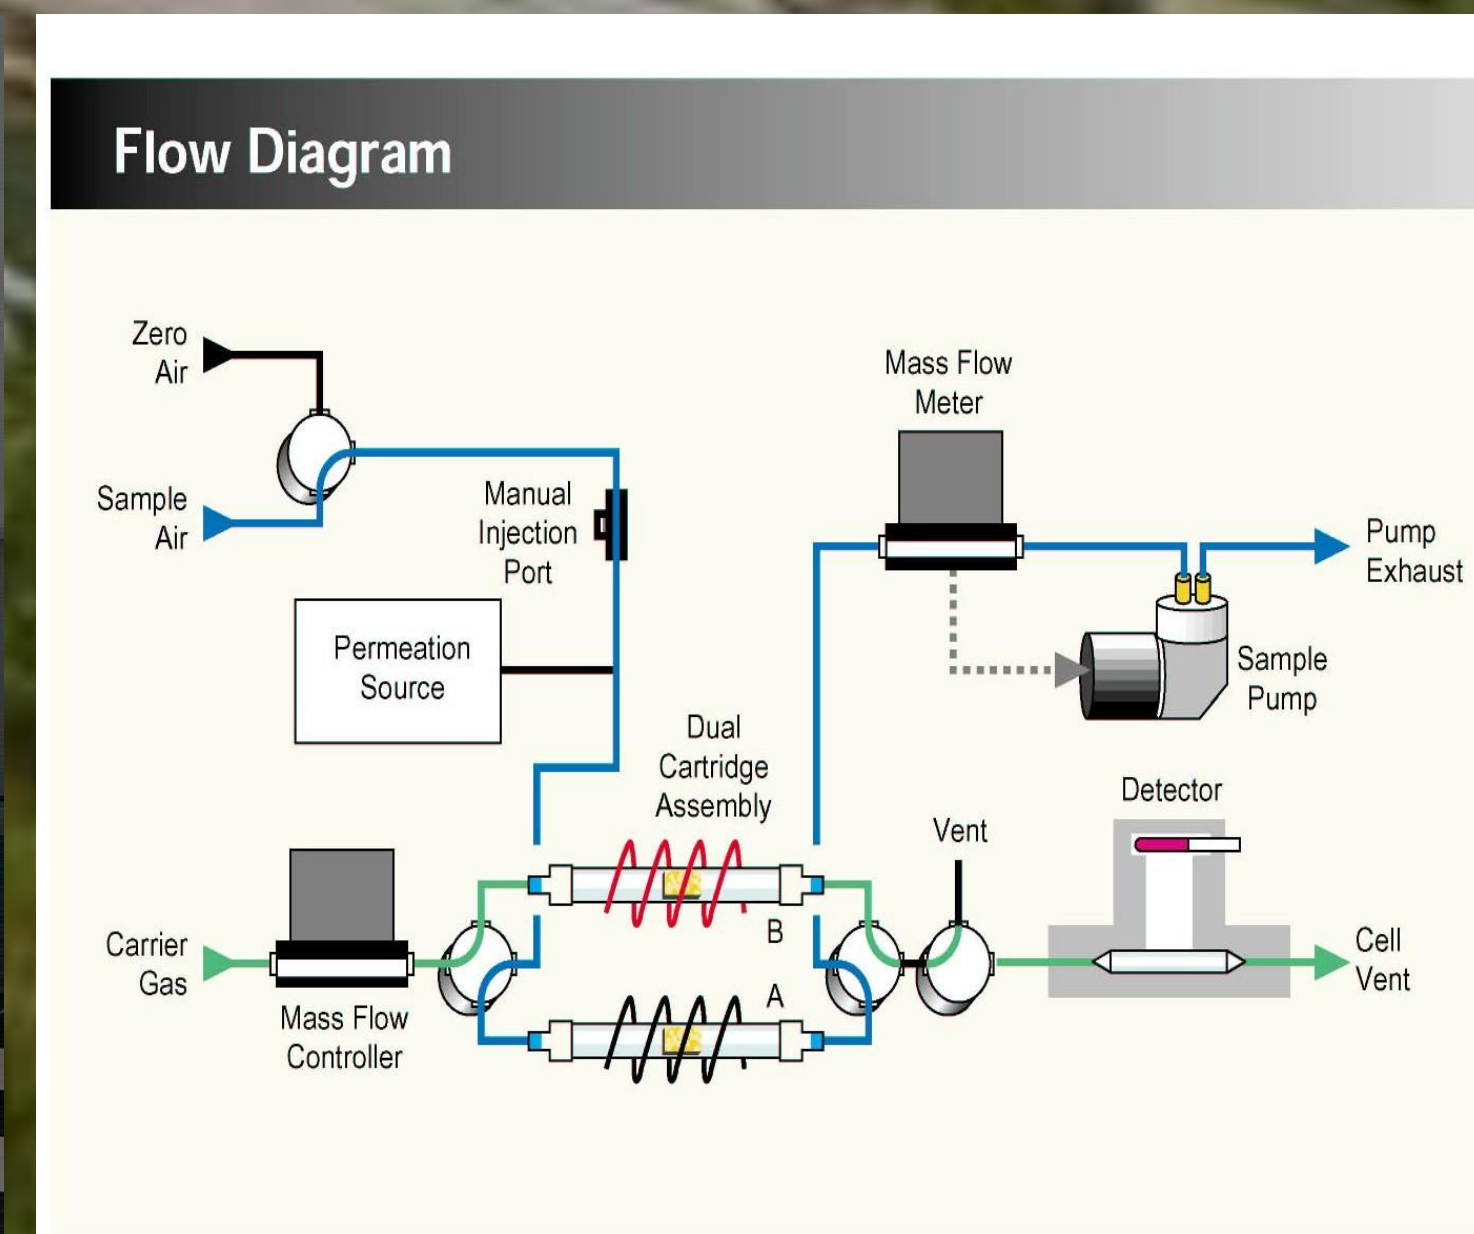 Flow Diagram
Zero
Air
Sample
Air
Manual
Injection
Port
Permeation
Source
Mass Flow
Meter
Pump
Exhaust
Sample
Pump
Dual
Cartridge
Assembly
Detector
Vent
B
A
Carrier
Gas
Mass Flow
Controller
Cell
Vent